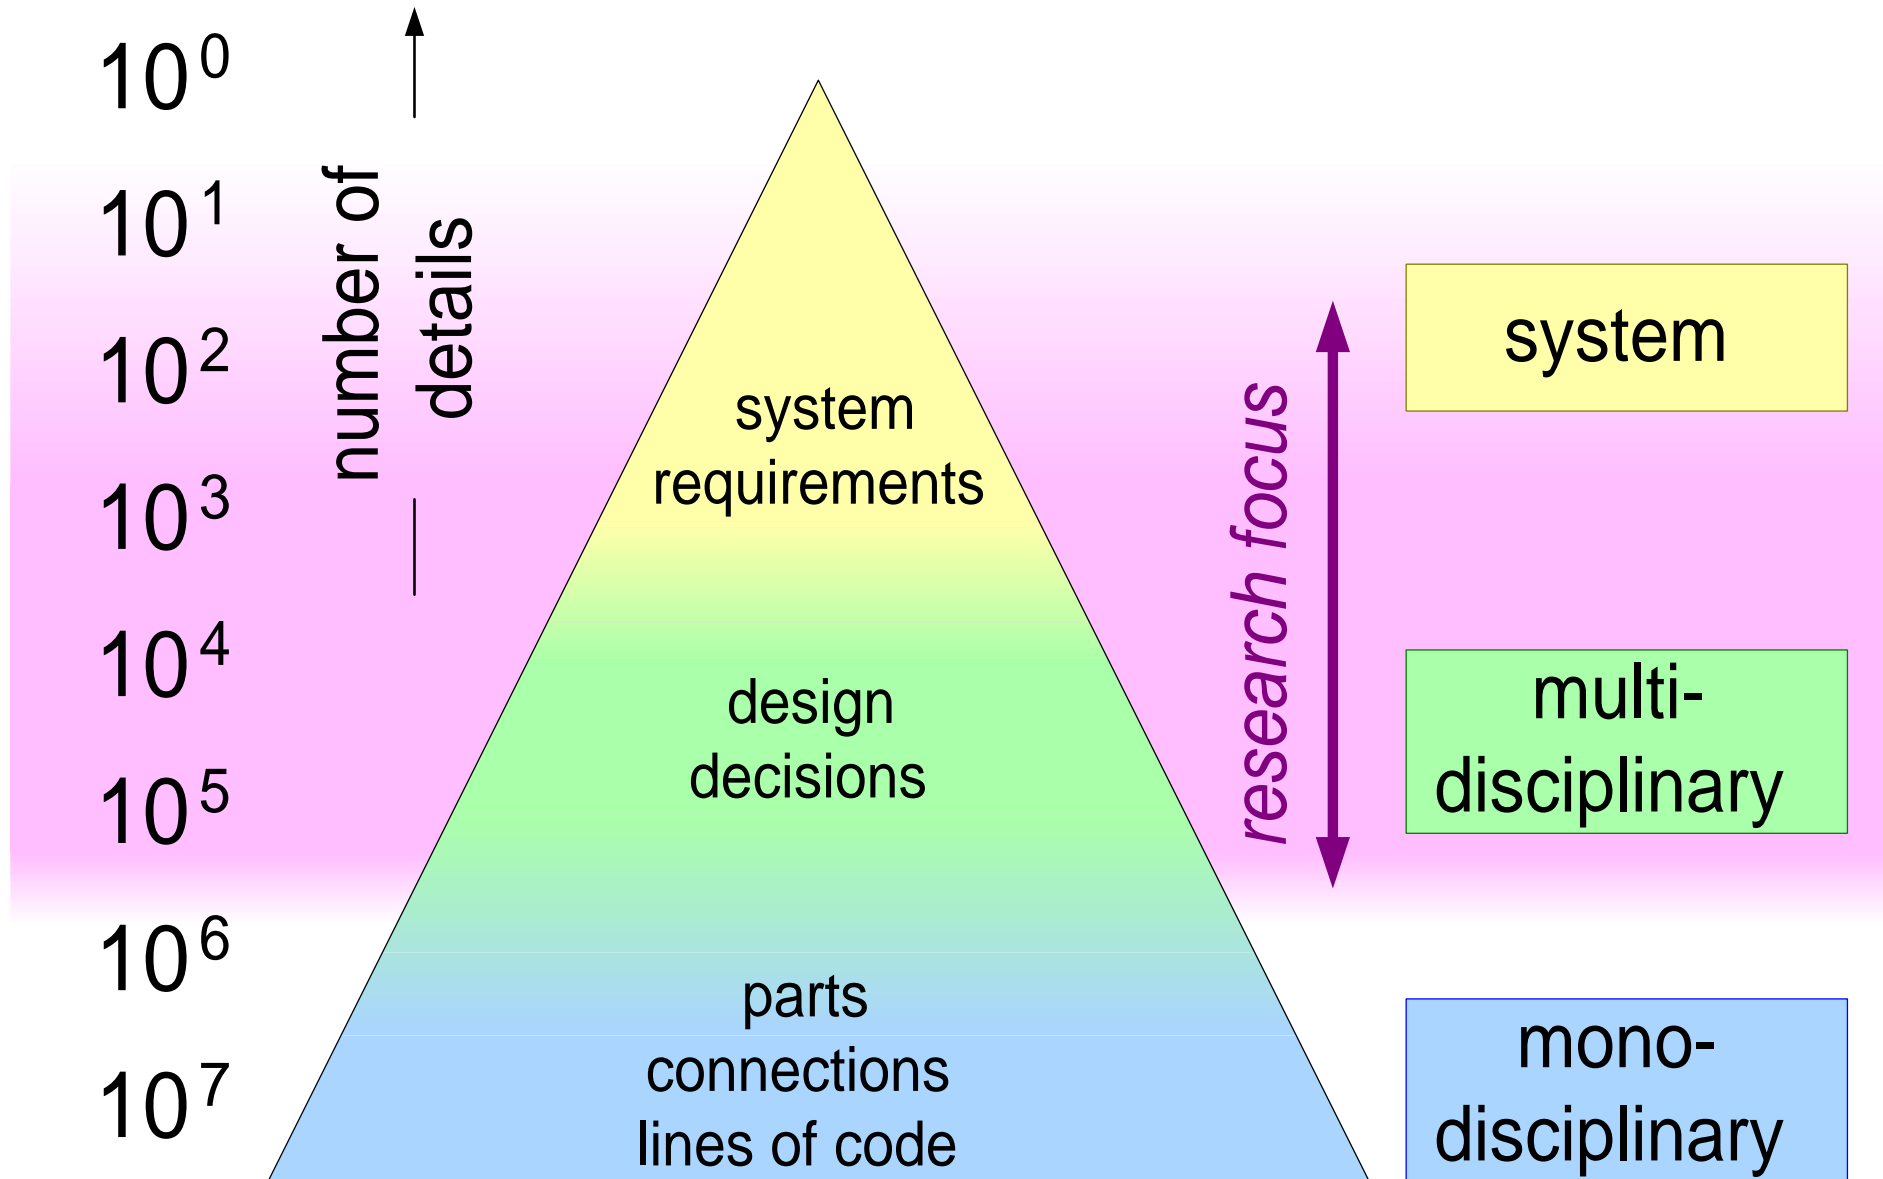 10⁰
10¹
10²
10³
10⁴
10⁵
10⁶
10⁷
number of
details
system
requirements
design
decisions
parts
connections
lines of code
research focus
system
multi-
disciplinary
mono-
disciplinary